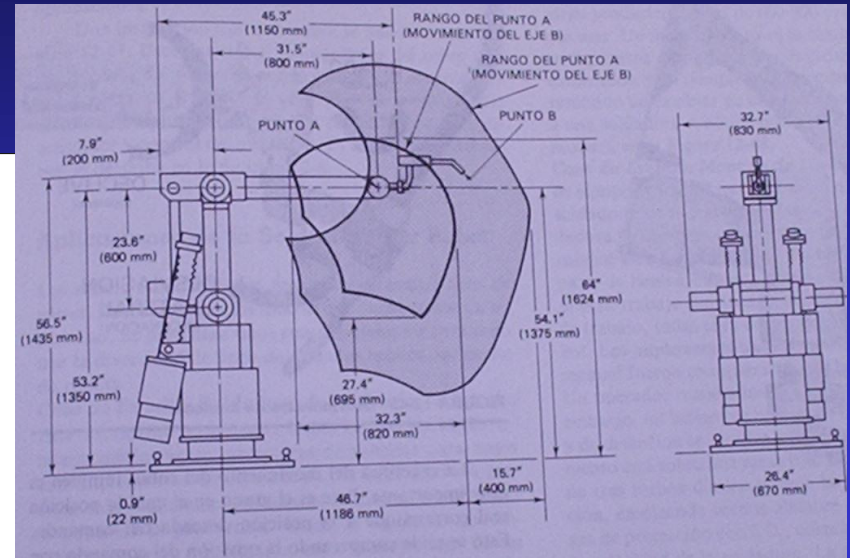 45.3"
(1150 mm)
RANGO DEL PUNTO A
(MOVIMIENTO DEL EJE B)
31.5"
(800 mm)
RANGO DEL PUNTO A
(MOVIMIENTO DEL EJE B)
PUNTO A
PUNTO B
32.7"
(830 mm)
7.9"
(200 mm)
23.6"
(600 mm)
64"
(1624 mm)
56.5"
(1435 mm)
54.1"
(1375 mm)
53.2"
(1350 mm)
27.4"
(695 mm)
32.3"
(820 mm)
15.7"
(400 mm)
26.4"
(670 mm)
0.9"
(22 mm)
46.7"
(1186 mm)